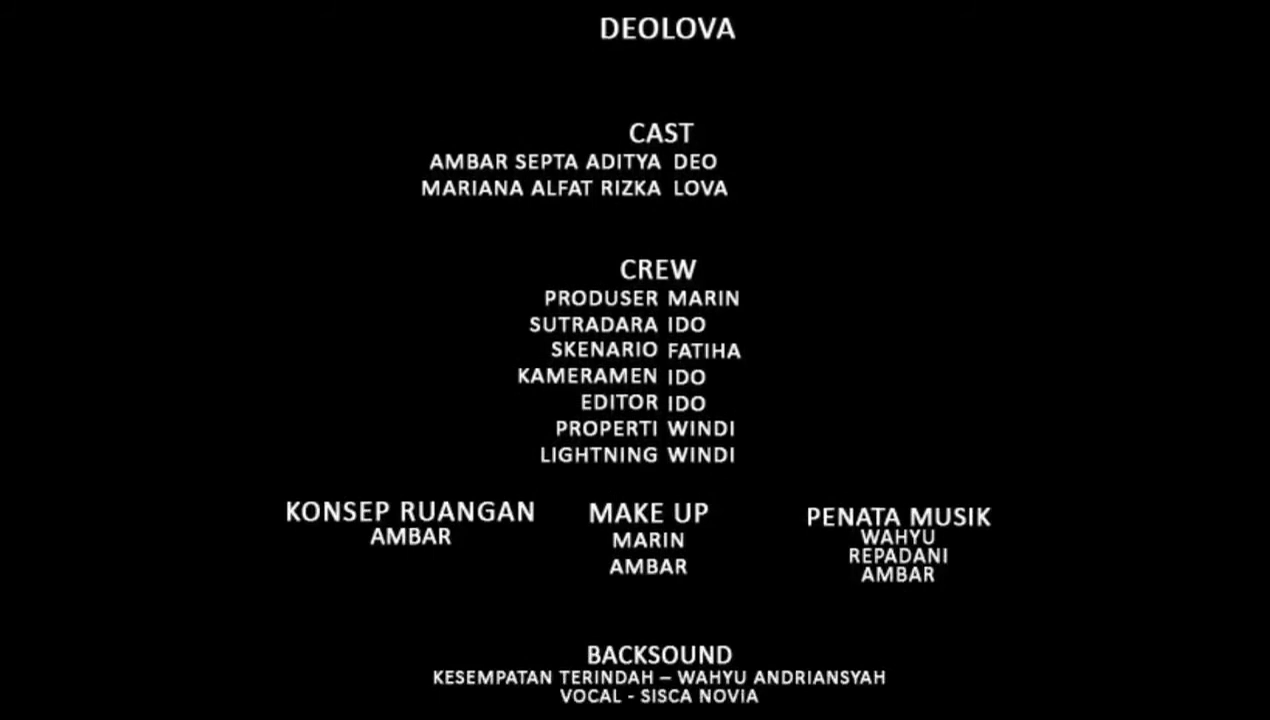 DEOLOVA
CAST
AMBAR SEPTA ADITYA DEO
MARIANA ALFAT RIZKA LOVA
CREW
PRODUSER MARIN
SUTRADARA IDO
SKENARIO FATIHA
KAMERAMEN IDO
EDITOR IDO
PROPERTI WINDI
LIGHTNING WINDI
KONSEP RUANGAN
AMBAR
MAKE UP
MARIN
AMBAR
PENATA MUSIK
WAHYU
REPADANI
AMBAR
BACKSOUND
KESEMPATAN TERINDAH – WAHYU ANDRIANSYAH
VOCAL - SISCA NOVIA